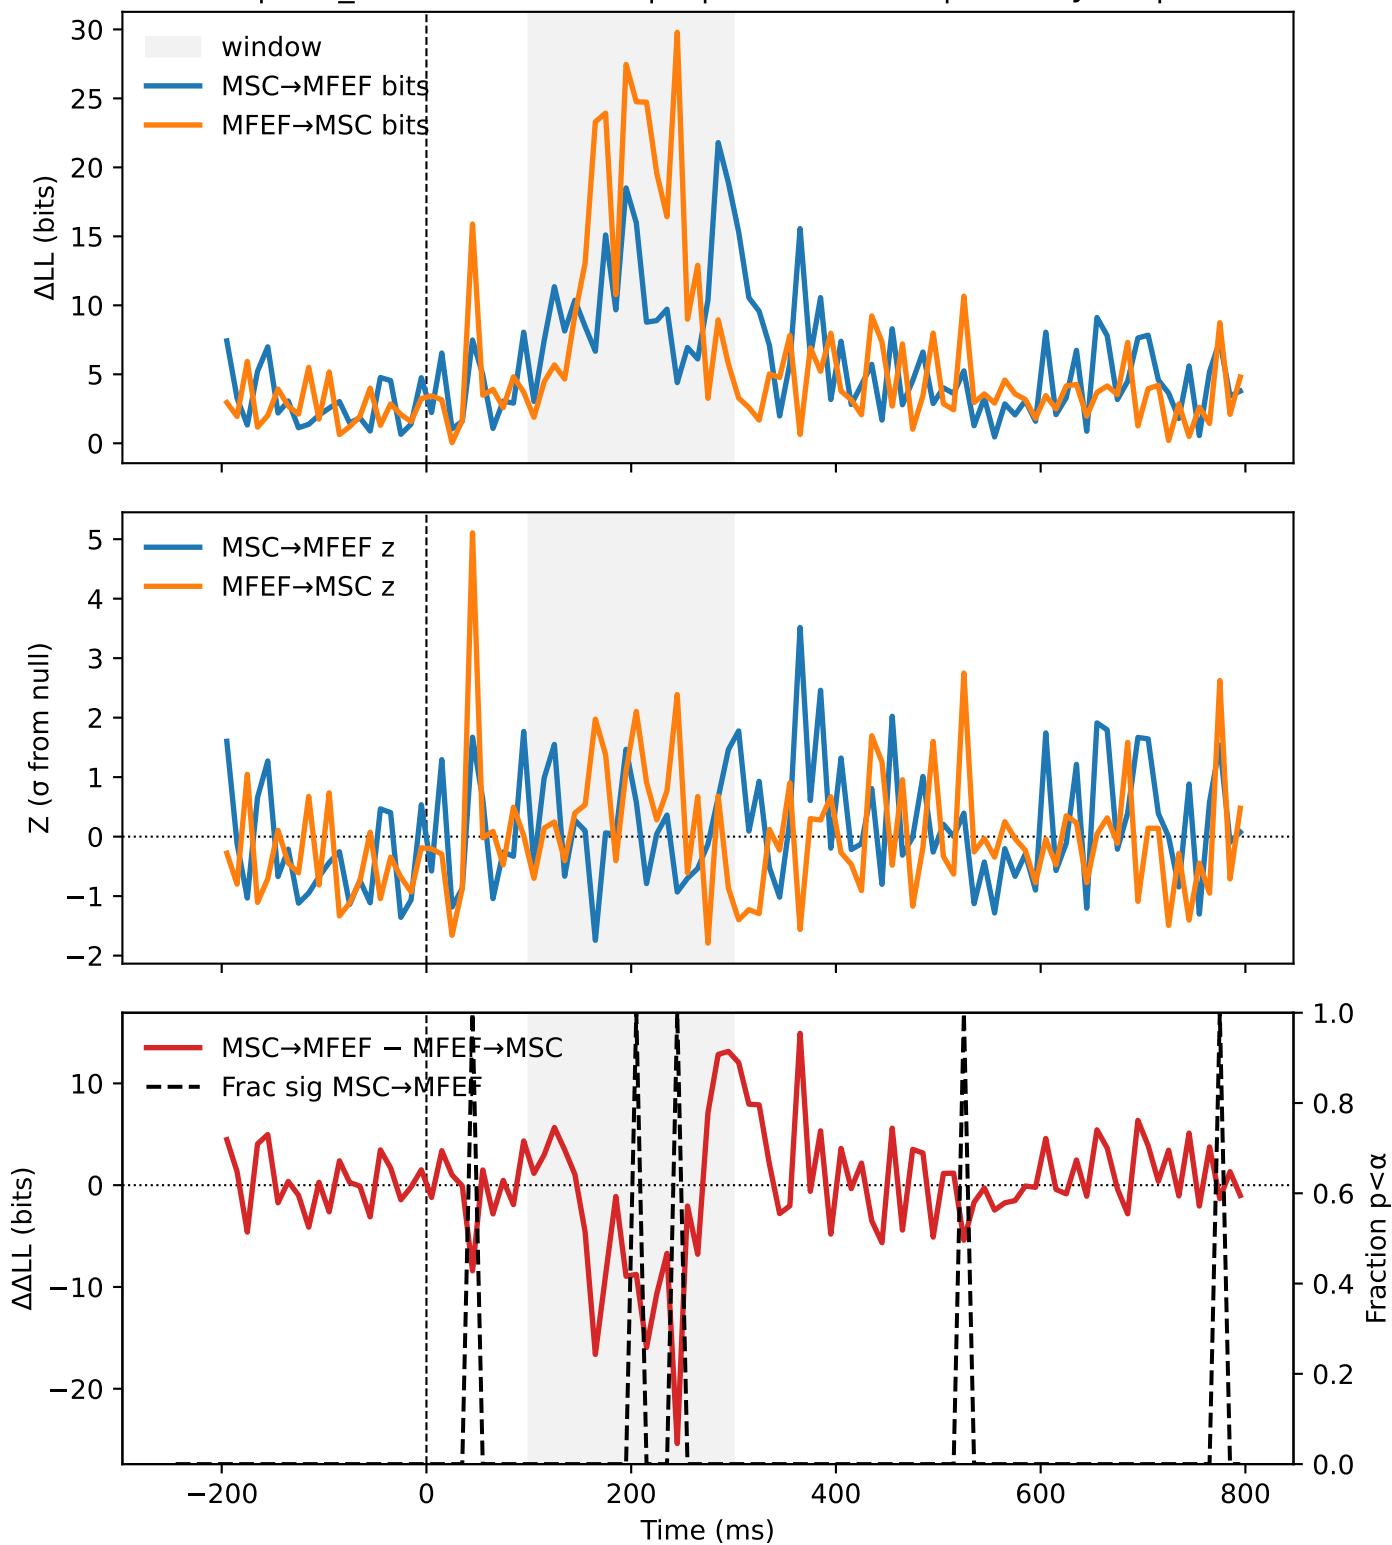 30
25
20
15
10
5
0
ΔLL (bits)
window
MSC→MFEF bits
MFEF→MSC bits
5
4
3
2
1
0
−1
−2
Z (σ from null)
MSC→MFEF z
MFEF→MSC z
10
0
−10
−20
ΔΔLL (bits)
MSC→MFEF − MFEF→MSC
Frac sig MSC→MFEF
1.0
0.8
0.6
0.4
0.2
0.0
Fraction p<α
−200
0
200
400
600
800
Time (ms)